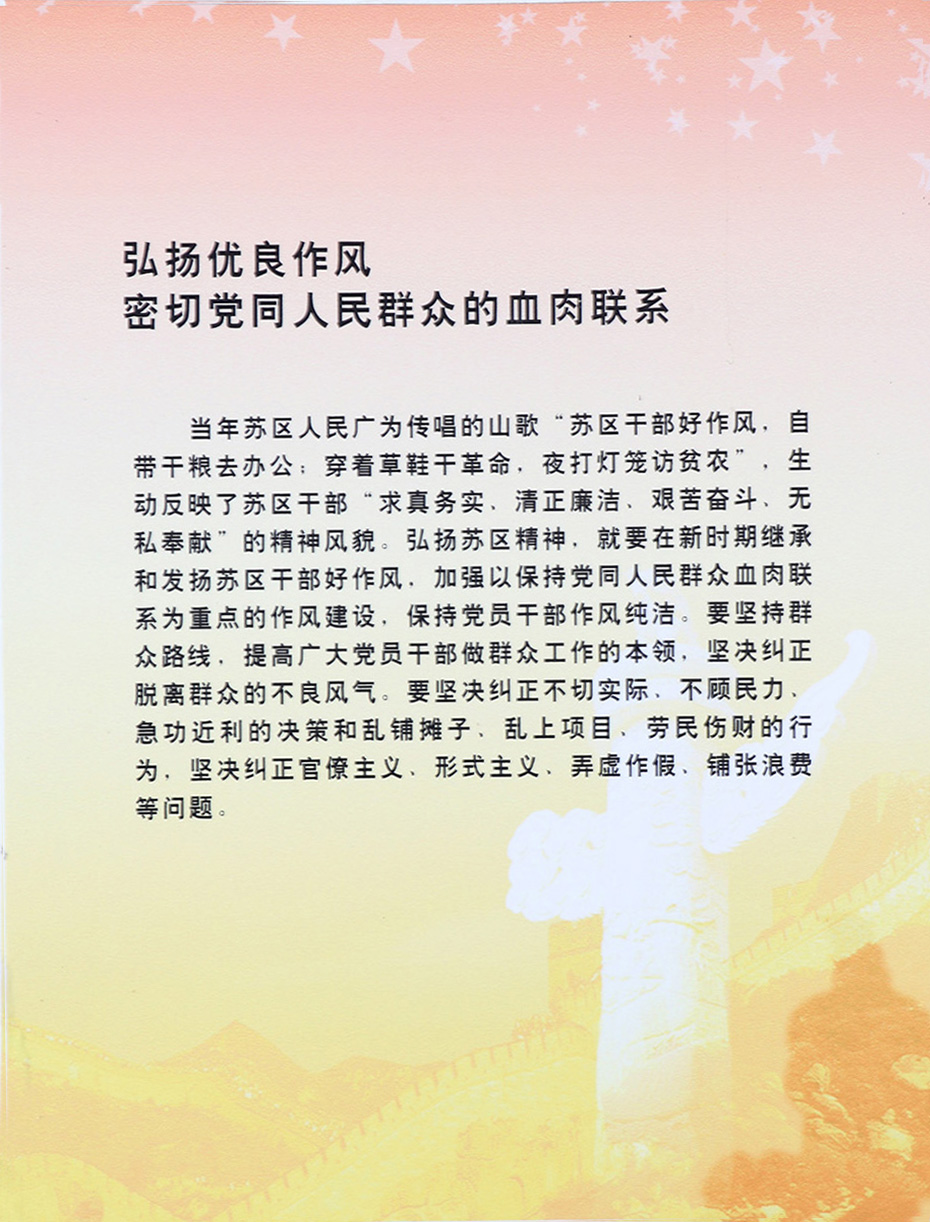 弘扬优良作风
密切党同人民群众的血肉联系
当年苏区人民广为传唱的山歌“苏区干部好作风，自
带干粮去办公；穿着草鞋干革命，夜打灯笼访贫农”，生
动反映了苏区干部“求真务实、清正廉洁、艰苦奋斗、无
私奉献”的精神风貌。弘扬苏区精神，就要在新时期继承
和发扬苏区干部好作风，加强以保持党同人民群众血肉联
系为重点的作风建设，保持党员干部作风纯洁。要坚持群
众路线，提高广大党员干部做群众工作的本领，坚决纠正
脱离群众的不良风气。要坚决纠正不切实际、不顾民力、
急功近利的决策和乱铺摊子、乱上项目、劳民伤财的行
为，坚决纠正官僚主义、形式主义、弄虚作假、铺张浪费
等问题。